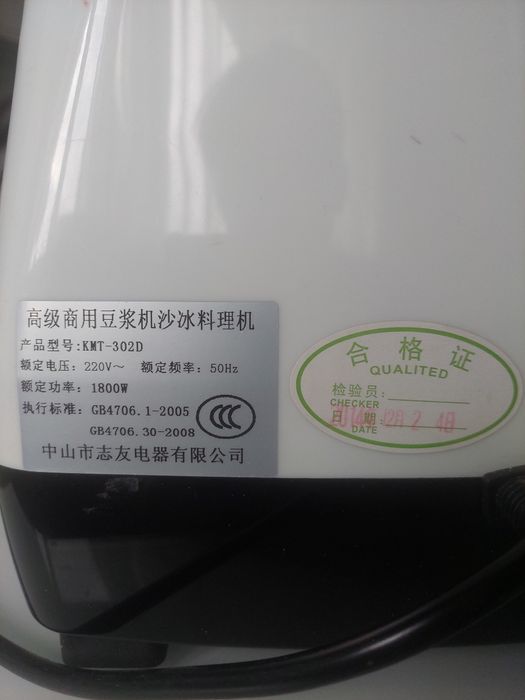 高级商用豆浆机沙冰料理机
产品型号:KMT-302D
额定电压:220V~ 额定频率:50Hz
额定功率:1800W
执行标准:GB4706.1-2005
GB4706.30-2008
CCC
中山市志友电器有限公司
合格证
QUALITED
检验员:
CHECKER
日期:
DATE